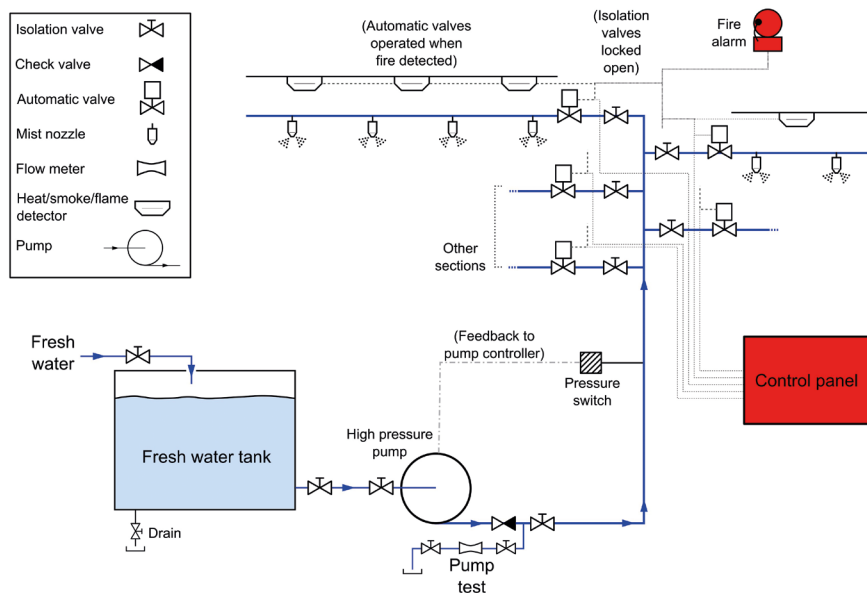 Isolation valve
Check valve
Automatic valve
Mist nozzle
Flow meter
Heat/smoke/flame
detector
Pump
(Automatic valves
operated when
fire detected)
(Isolation
valves
locked
open)
Fire
alarm
Other
sections
Fresh
water
(Feedback to
pump controller)
Pressure
switch
Control panel
High pressure
pump
Fresh water tank
Drain
Pump
test